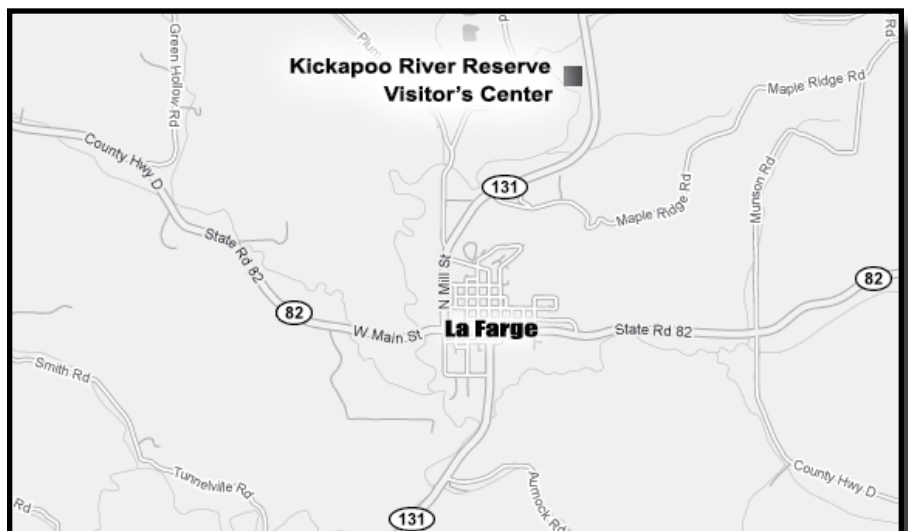 Green Hollow Rd
Plum
d
Rd
Kickapoo River Reserve
Visitor's Center
Maple Ridge Rd
County Hwy D
131
Munson Rd
Maple Ridge Rd
State Rd 82
N Mill St
82
82
W Main St
La Farge
State Rd 82
Smith Rd
Tunnelville Rd
County Hwy D
Aumock Rd
Rd
131